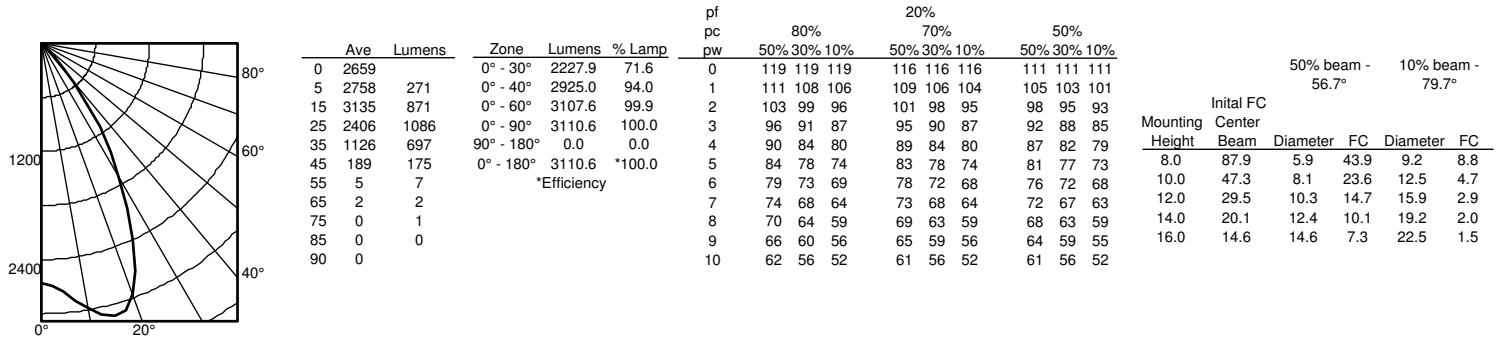 80°
60°
40°
20°
0°
1200
2400
Ave Lumens
0 2659
5 2758 271
15 3135 871
25 2406 1086
35 1126 697
45 189 175
55 5 7
65 2 2
75 0 1
85 0 0
90 0
Zone Lumens % Lamp
0° - 30° 2227.9 71.6
0° - 40° 2925.0 94.0
0° - 60° 3107.6 99.9
0° - 90° 3110.6 100.0
90° - 180° 0.0 0.0
0° - 180° 3110.6 *100.0
*Efficiency
pf 20%
pc 80% 70% 50%
pw 50% 30% 10% 50% 30% 10% 50% 30% 10%
0 119 119 119 116 116 116 111 111 111
1 111 108 106 109 106 104 105 103 101
2 103 99 96 101 98 95 98 95 93
3 96 91 87 95 90 87 92 88 85
4 90 84 80 89 84 80 87 82 79
5 84 78 74 83 78 74 81 77 73
6 79 73 69 78 72 68 76 72 68
7 74 68 64 73 68 64 72 67 63
8 70 64 59 69 63 59 68 63 59
9 66 60 56 65 59 56 64 59 55
10 62 56 52 61 56 52 61 56 52
50% beam - 10% beam -
56.7° 79.7°
Inital FC
Mounting Center
Height Beam Diameter FC Diameter FC
8.0 87.9 5.9 43.9 9.2 8.8
10.0 47.3 8.1 23.6 12.5 4.7
12.0 29.5 10.3 14.7 15.9 2.9
14.0 20.1 12.4 10.1 19.2 2.0
16.0 14.6 14.6 7.3 22.5 1.5